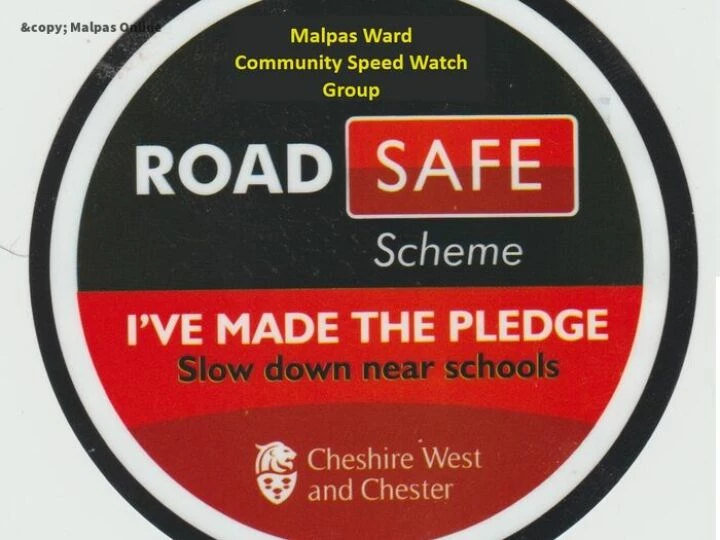 &copy; Malpas Online
Malpas Ward
Community Speed Watch
Group
ROAD SAFE
Scheme
I'VE MADE THE PLEDGE
Slow down near schools
Cheshire West
and Chester